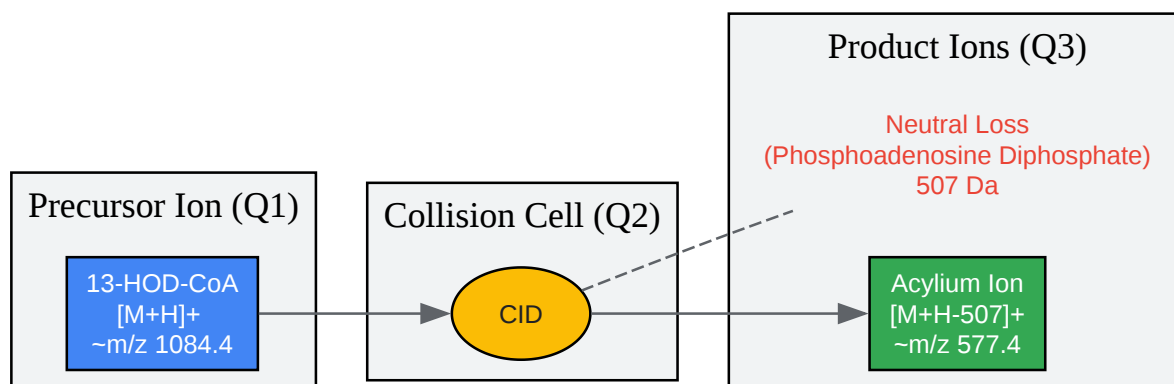 Precursor Ion (Q1)
13-HOD-CoA
[M+H]+
~m/z 1084.4
Collision Cell (Q2)
CID
Product Ions (Q3)
Neutral Loss
(Phosphoadenosine Diphosphate)
507 Da
Acylium Ion
[M+H-507]+
~m/z 577.4